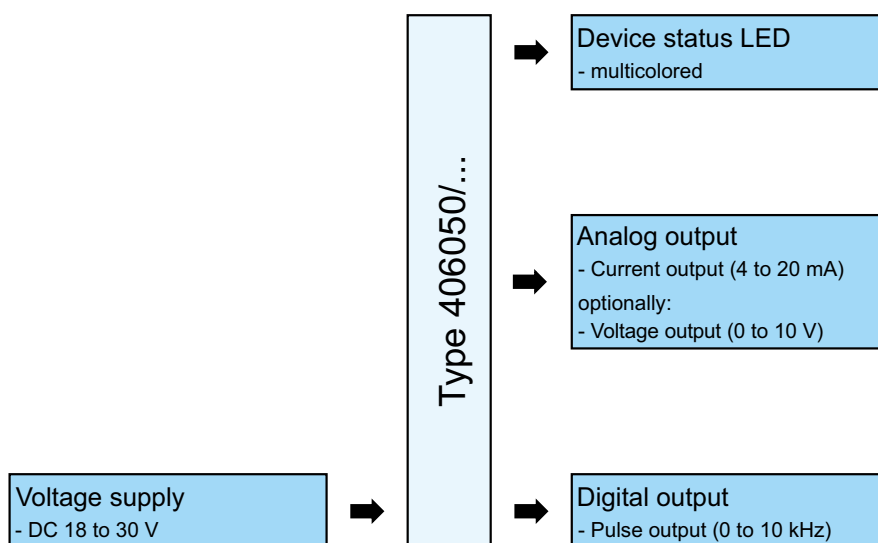 Device status LED
- multicolored
Type 406050/...
Analog output
- Current output (4 to 20 mA)
optionally:
- Voltage output (0 to 10 V)
Voltage supply
- DC 18 to 30 V
Digital output
- Pulse output (0 to 10 kHz)